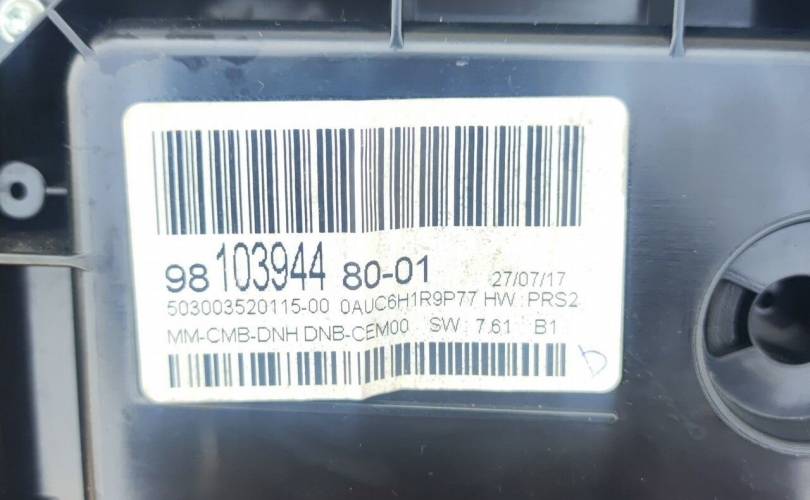 98 103944 80-01 27/07/17
503003520115-00 0AUC6H1R9P77 HW : PRS2
MM-CMB-DNH DNB-CEM00 SW : 7.61 B1
b